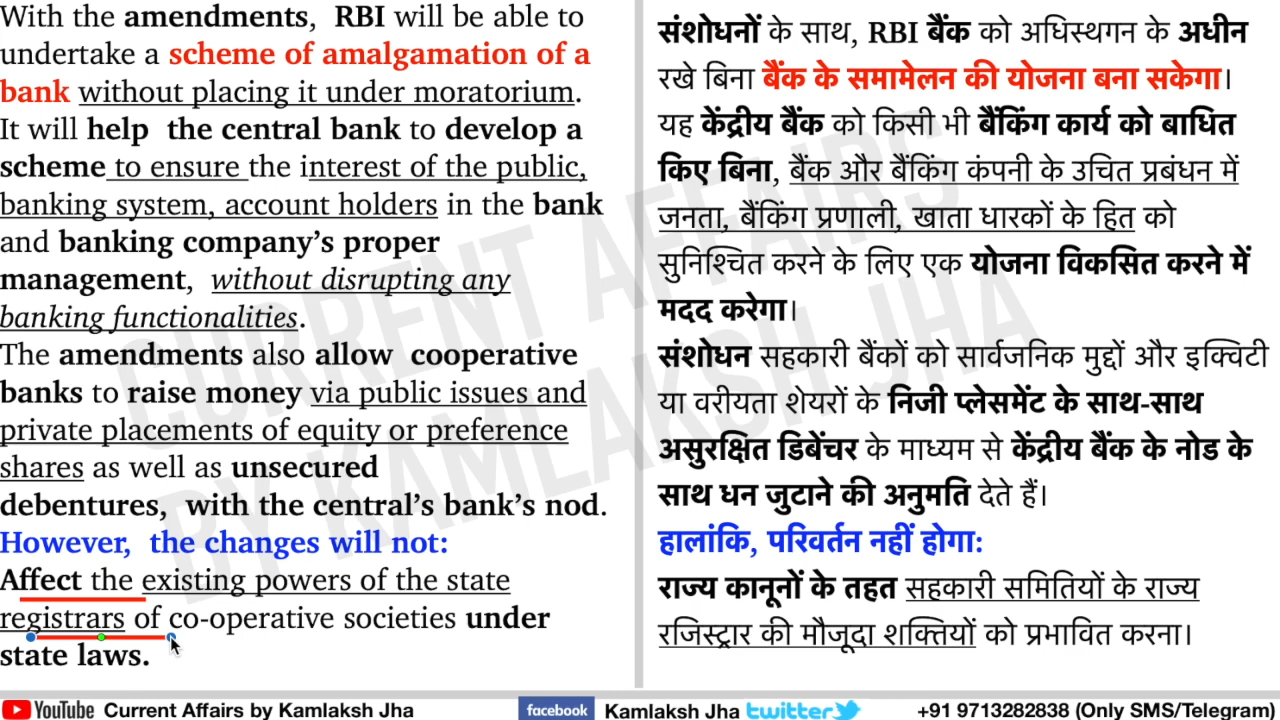 With the amendments, RBI will be able to
undertake a scheme of amalgamation of a
bank without placing it under moratorium.
It will help the central bank to develop a
scheme to ensure the interest of the public,
banking system, account holders in the bank
and banking company's proper
management, without disrupting any
banking functionalities.
The amendments also allow cooperative
banks to raise money via public issues and
private placements of equity or preference
shares as well as unsecured
debentures, with the central's bank's nod.
However, the changes will not:
Affect the existing powers of the state
registrars of co-operative societies under
state laws.
संशोधनों के साथ, RBI बैंक को अधिस्थगन के अधीन
रखे बिना बैंक के समामेलन की योजना बना सकेगा।
यह केंद्रीय बैंक को किसी भी बैंकिंग कार्य को बाधित
किए बिना, बैंक और बैंकिंग कंपनी के उचित प्रबंधन में
जनता, बैंकिंग प्रणाली, खाता धारकों के हित को
सुनिश्चित करने के लिए एक योजना विकसित करने में
मदद करेगा।
संशोधन सहकारी बैंकों को सार्वजनिक मुद्दों और इक्विटी
या वरीयता शेयरों के निजी प्लेसमेंट के साथ-साथ
असुरक्षित डिबेंचर के माध्यम से केंद्रीय बैंक के नोड के
साथ धन जुटाने की अनुमति देते हैं।
हालांकि, परिवर्तन नहीं होगा:
राज्य कानूनों के तहत सहकारी समितियों के राज्य
रजिस्ट्रार की मौजूदा शक्तियों को प्रभावित करना।
CURRENT AFFAIRS
BY KAMLAKSH JHA
YouTube Current Affairs by Kamlaksh Jha facebook Kamlaksh Jha twitter +91 9713282838 (Only SMS/Telegram)